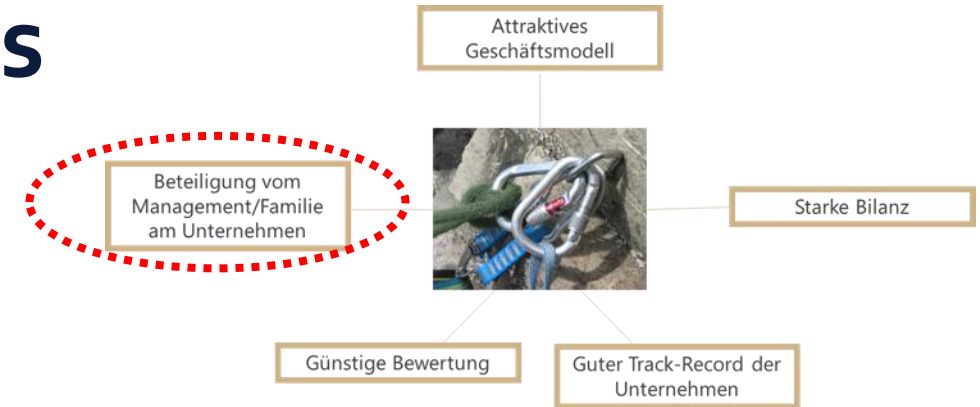 s
Attraktives
Geschäftsmodell
Beteiligung vom
Management/Familie
am Unternehmen
Starke Bilanz
Günstige Bewertung
Guter Track-Record der
Unternehmen